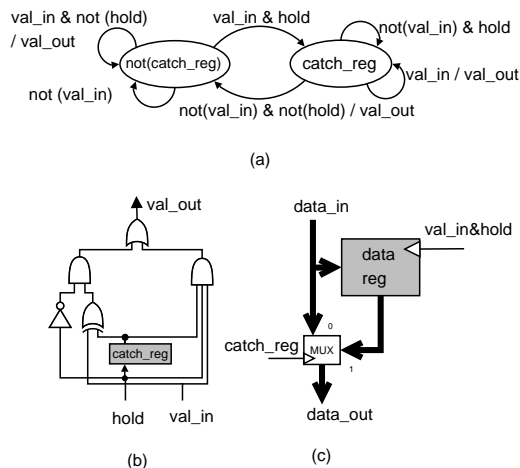 val_in & not (hold)
/ val_out
val_in & hold
not(val_in) & hold
not(catch_reg)
catch_reg
not (val_in)
val_in / val_out
not(val_in) & not(hold) / val_out
(a)
val_out
data_in
val_in&hold
data
reg
catch_reg
0
MUX
1
catch_reg
hold
val_in
data_out
(b)
(c)